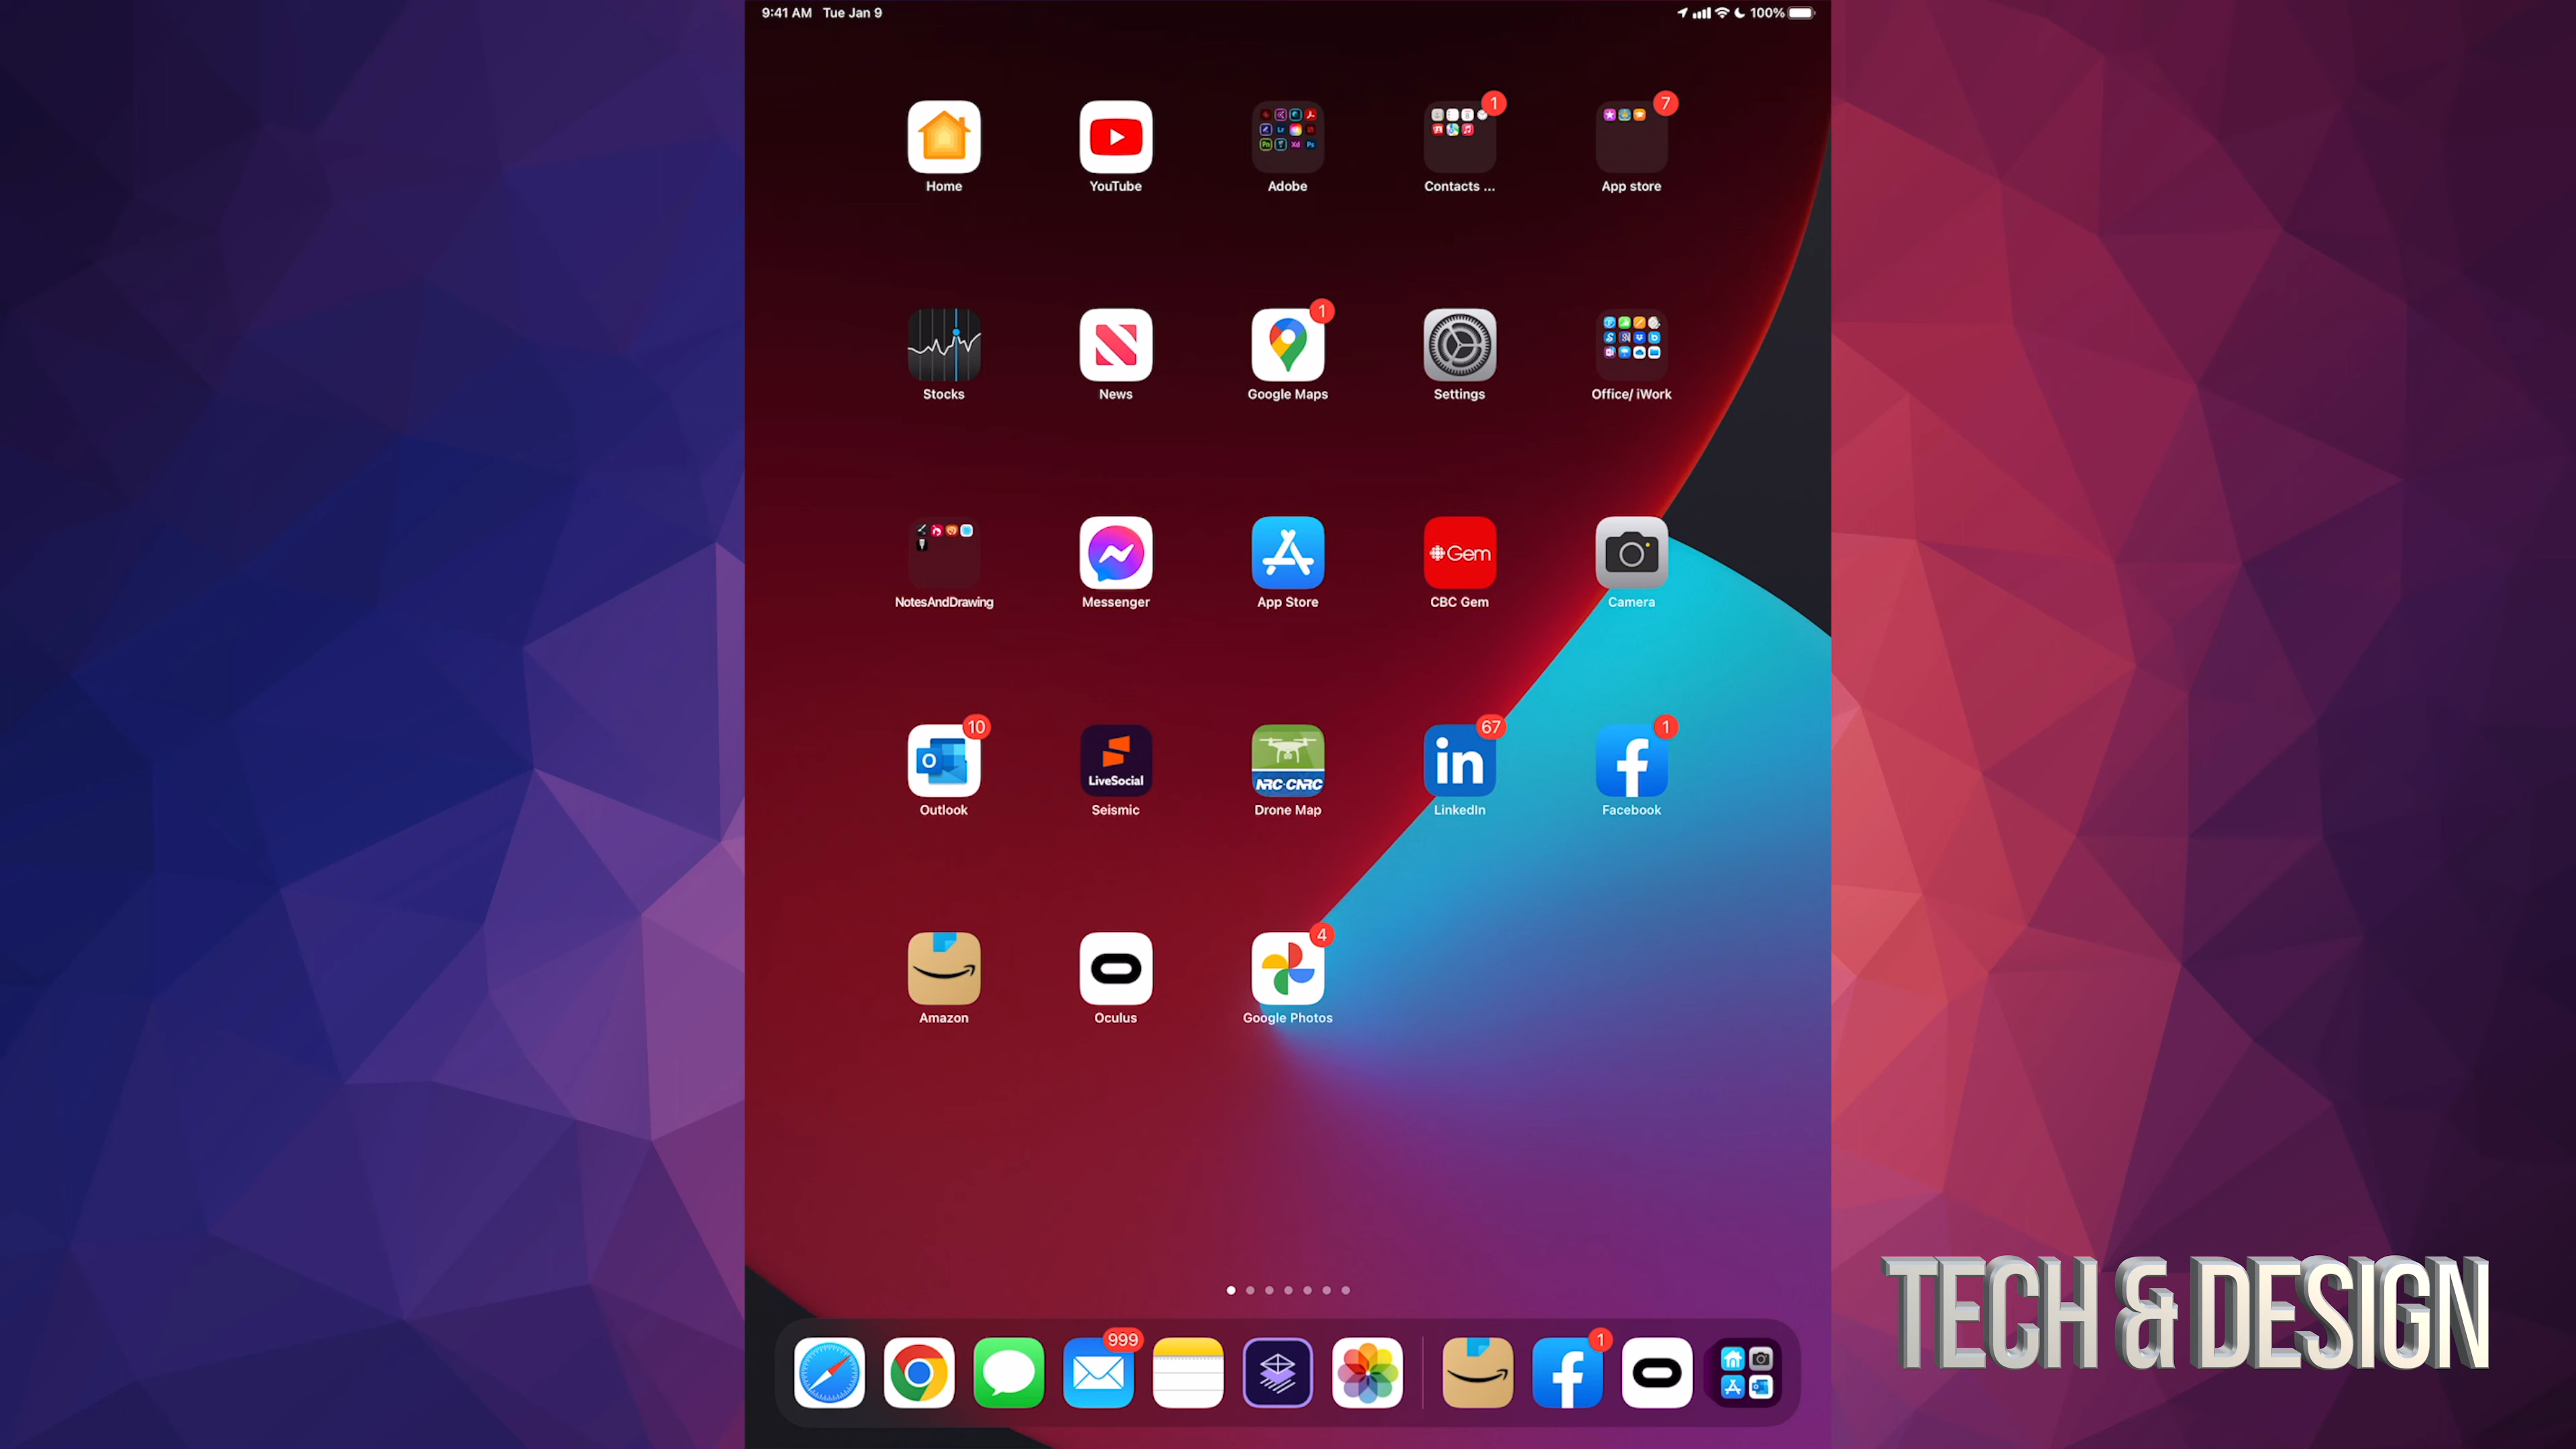 9:41 AM Tue Jan 9
100%
1
7
Home
YouTube
Adobe
Contacts ...
App store
1
Stocks
News
Google Maps
Settings
Office/ iWork
Gem
NotesAndDrawing
Messenger
App Store
CBC Gem
Camera
10
67
1
in
LiveSocial
NRC·CNRC
Outlook
Seismic
Drone Map
LinkedIn
Facebook
4
Amazon
Oculus
Google Photos
999
1
TECH & DESIGN